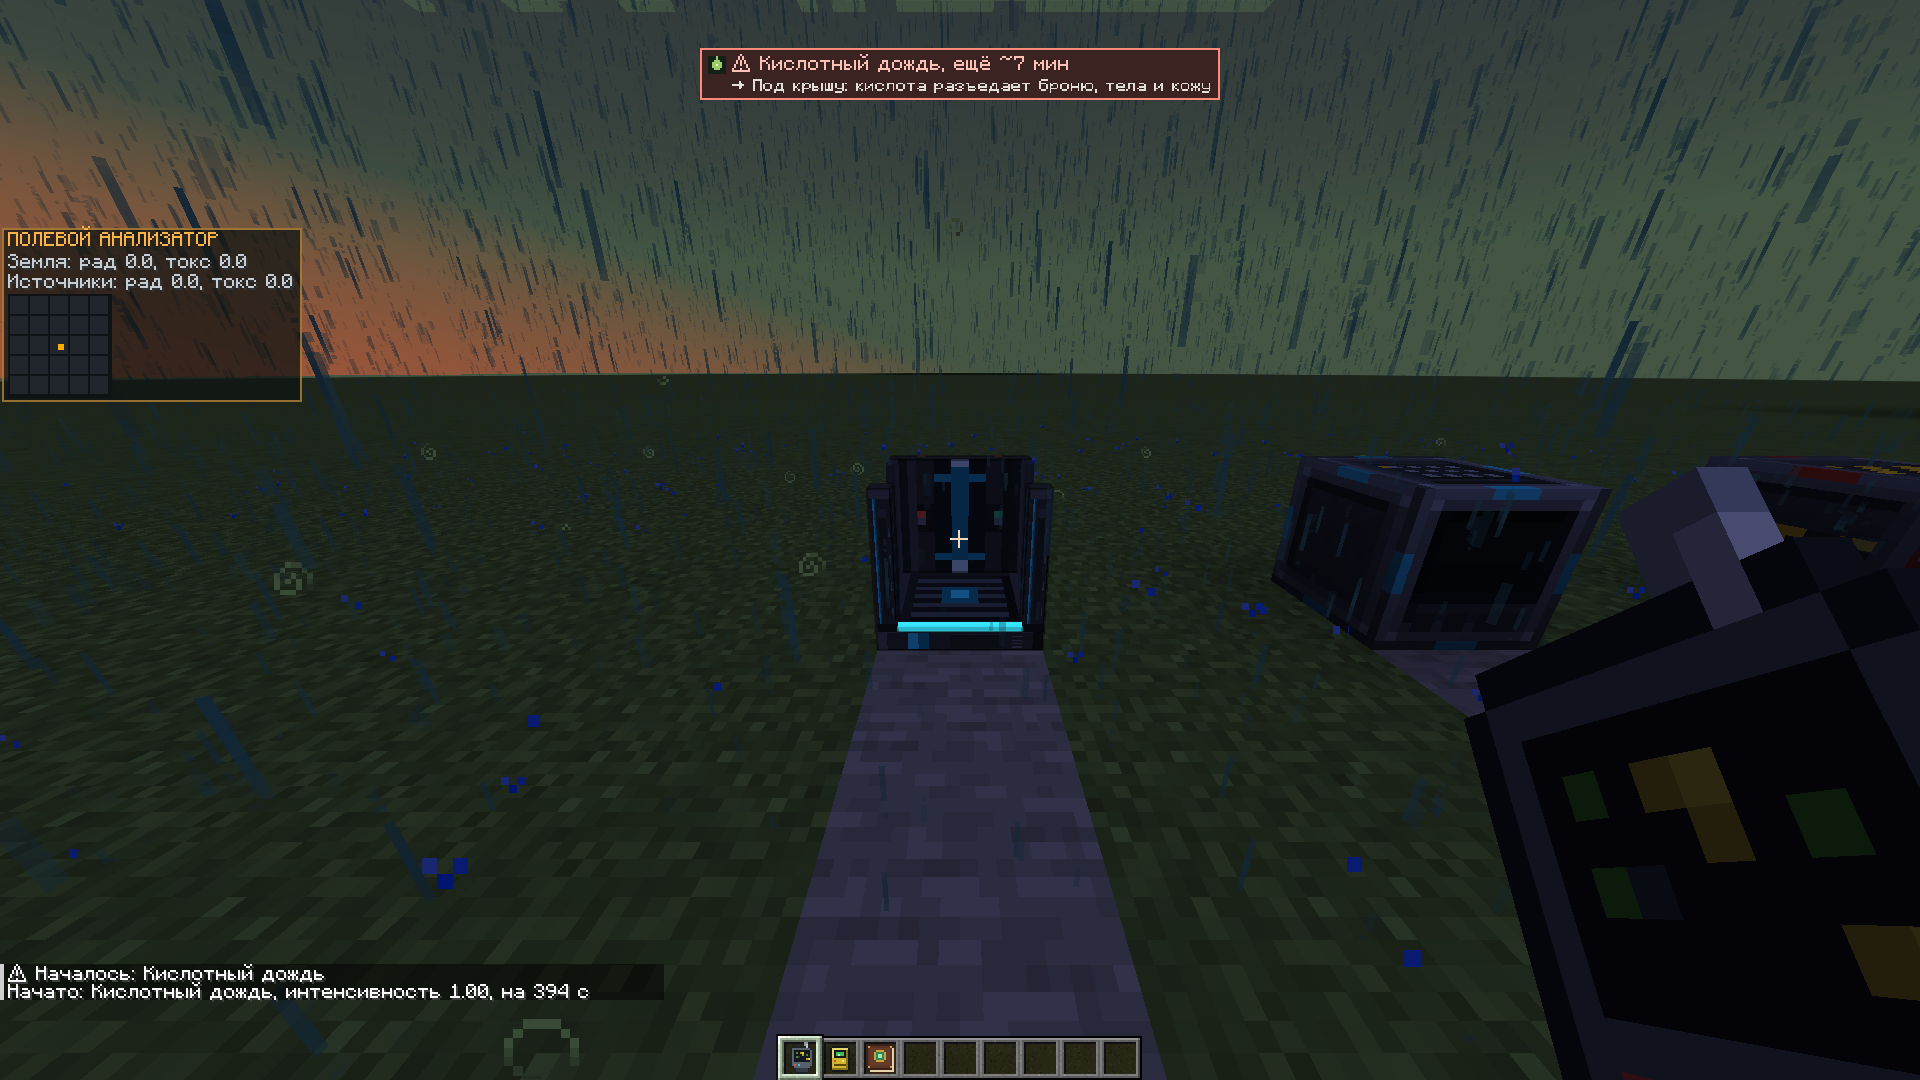 ⚠ Кислотный дождь, ещё ~7 мин
→ Под крышу: кислота разъедает броню, тела и кожу
ПОЛЕВОЙ АНАЛИЗАТОР
Земля: рад 0.0, токс 0.0
Источники: рад 0.0, токс 0.0
⚠ Началось: Кислотный дождь
Начато: Кислотный дождь, интенсивность 1.00, на 394 с